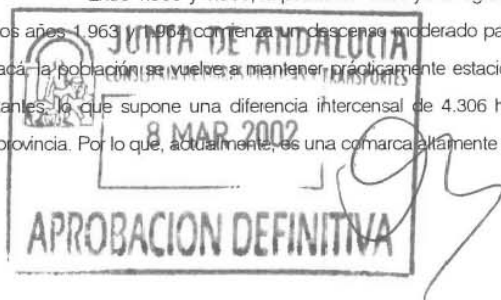 os años 1.963 y 1.964 comienza un descenso moderado pa
acá, la población se vuelve a mantener prácticamente estacio
antes, lo que supone una diferencia intercensal de 4.306 h
provincia. Por lo que, actualmente, es una comarca altamente
JUNTA DE ANDALUCIA
TRANSPORTES
8 MAR. 2002
APROBACION DEFINITIVA